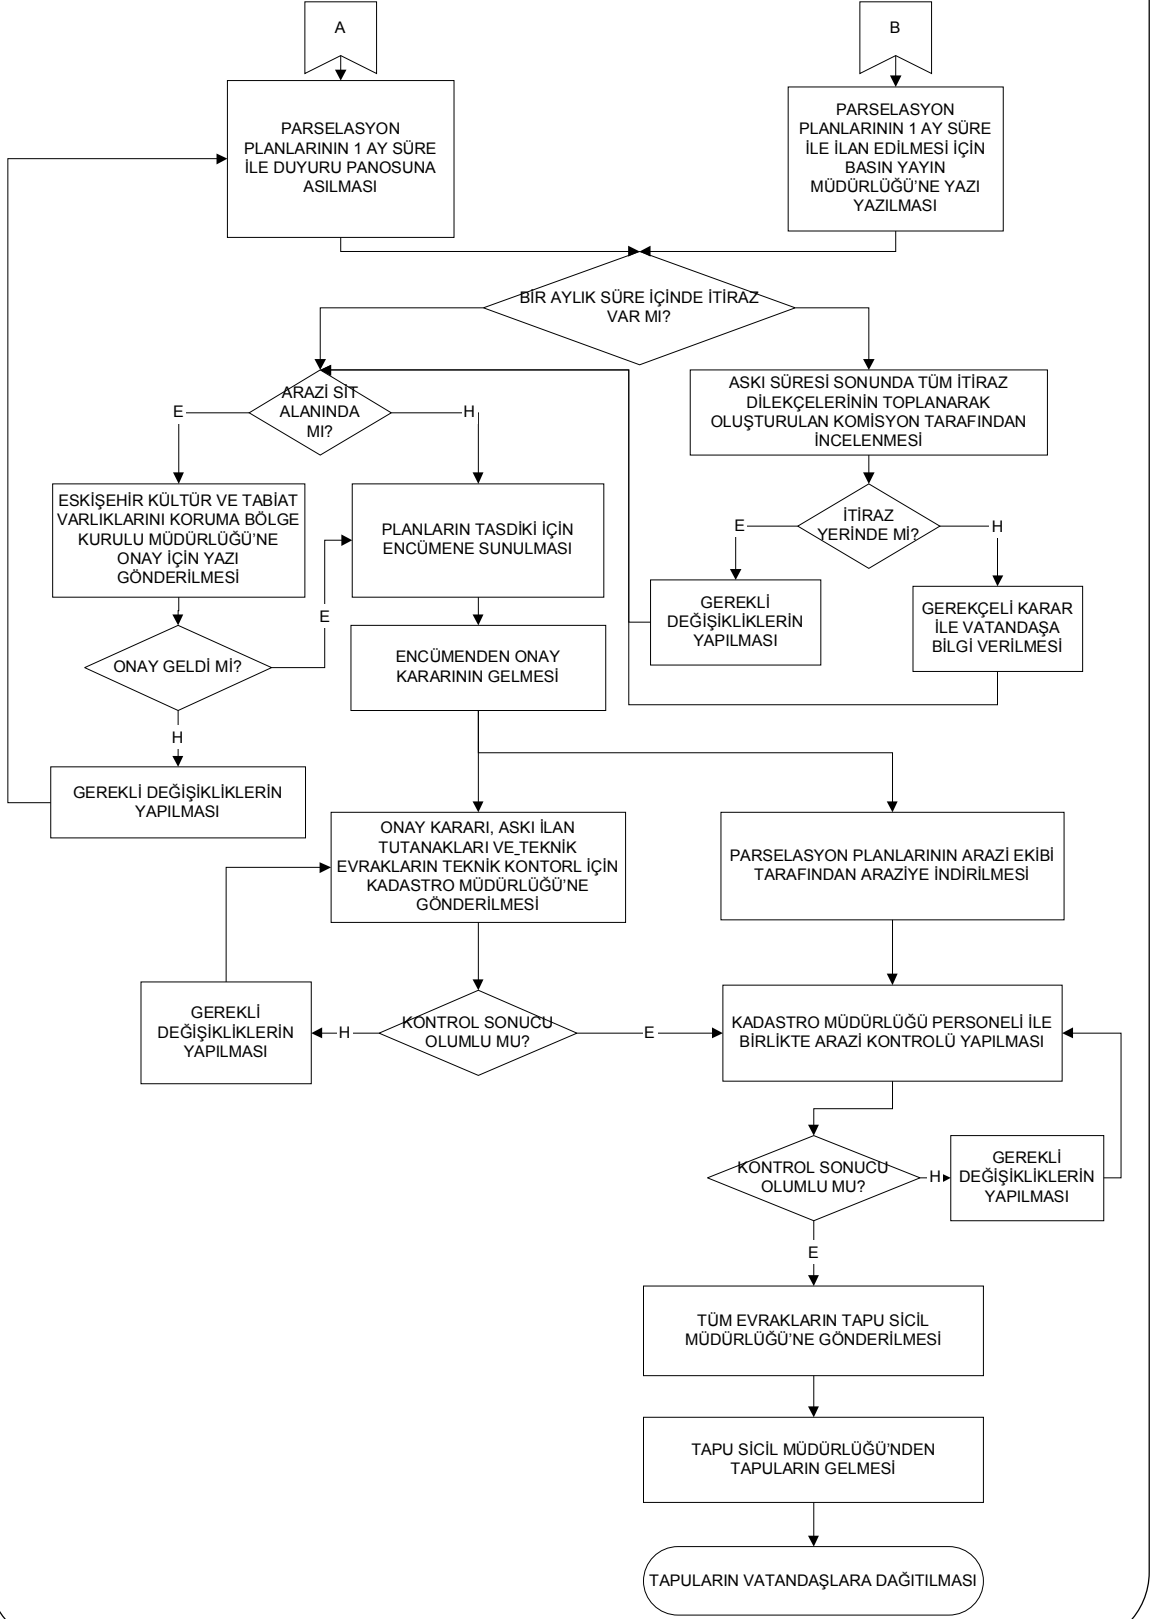 A
B
PARSELASYON
PLANLARININ 1 AY SÜRE
İLE DUYURU PANOSUNA
ASILMASI
PARSELASYON
PLANLARININ 1 AY SÜRE
İLE İLAN EDİLMESİ İÇİN
BASIN YAYIN
MÜDÜRLÜĞÜ'NE YAZI
YAZILMASI
BİR AYLIK SÜRE İÇİNDE İTİRAZ
VAR MI?
ARAZİ SİT
ALANINDA
MI?
E
H
ASKI SÜRESİ SONUNDA TÜM İTİRAZ
DİLEKÇELERİNİN TOPLANARAK
OLUŞTURULAN KOMİSYON TARAFINDAN
İNCELENMESİ
ESKİŞEHİR KÜLTÜR VE TABİAT
VARLIKLARINI KORUMA BÖLGE
KURULU MÜDÜRLÜĞÜ'NE
ONAY İÇİN YAZI
GÖNDERİLMESİ
PLANLARIN TASDİKİ İÇİN
ENCÜMENE SUNULMASI
İTİRAZ
YERİNDE Mİ?
E
H
GEREKLİ
DEĞİŞİKLİKLERİN
YAPILMASI
GEREKÇELİ KARAR
İLE VATANDAŞA
BİLGİ VERİLMESİ
E
ONAY GELDİ Mİ?
ENCÜMENDEN ONAY
KARARININ GELMESİ
H
GEREKLİ DEĞİŞİKLİKLERİN
YAPILMASI
ONAY KARARI, ASKI İLAN
TUTANAKLARI VE TEKNİK
EVRAKLARIN TEKNİK KONTORL İÇİN
KADASTRO MÜDÜRLÜĞÜ'NE
GÖNDERİLMESİ
PARSELASYON PLANLARININ ARAZİ EKİBİ
TARAFINDAN ARAZİYE İNDİRİLMESİ
GEREKLİ
DEĞİŞİKLİKLERİN
YAPILMASI
H
KONTROL SONUCU
OLUMLU MU?
E
KADASTRO MÜDÜRLÜĞÜ PERSONELİ İLE
BİRLİKTE ARAZİ KONTROLÜ YAPILMASI
KONTROL SONUCU
OLUMLU MU?
H
GEREKLİ
DEĞİŞİKLİKLERİN
YAPILMASI
E
TÜM EVRAKLARIN TAPU SİCİL
MÜDÜRLÜĞÜ'NE GÖNDERİLMESİ
TAPU SİCİL MÜDÜRLÜĞÜ'NDEN
TAPULARIN GELMESİ
TAPULARIN VATANDAŞLARA DAĞITILMASI